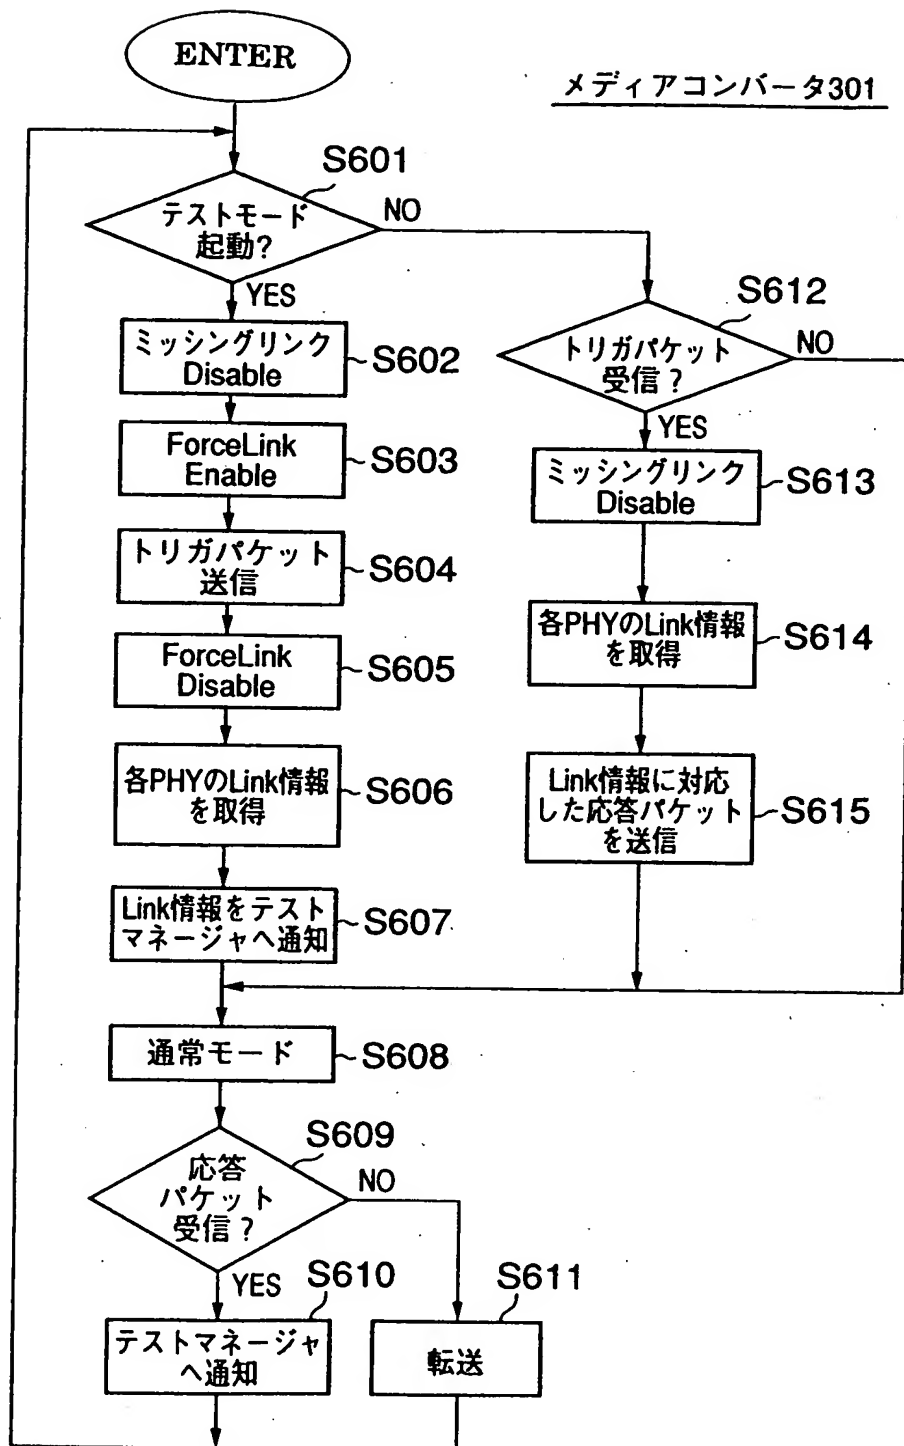 ENTER
メディアコンバータ301
S601
テストモード
起動?
NO
YES
S612
トリガパケット
受信?
NO
YES
ミッシングリンク
Disable
S602
ForceLink
Enable
S603
ミッシングリンク
Disable
S613
トリガパケット
送信
S604
各PHYのLink情報
を取得
S614
ForceLink
Disable
S605
各PHYのLink情報
を取得
S606
Link情報に対応
した応答パケット
を送信
S615
Link情報をテスト
マネージャへ通知
S607
通常モード
S608
S609
応答
パケット
受信?
NO
YES
S610
テストマネージャ
へ通知
S611
転送